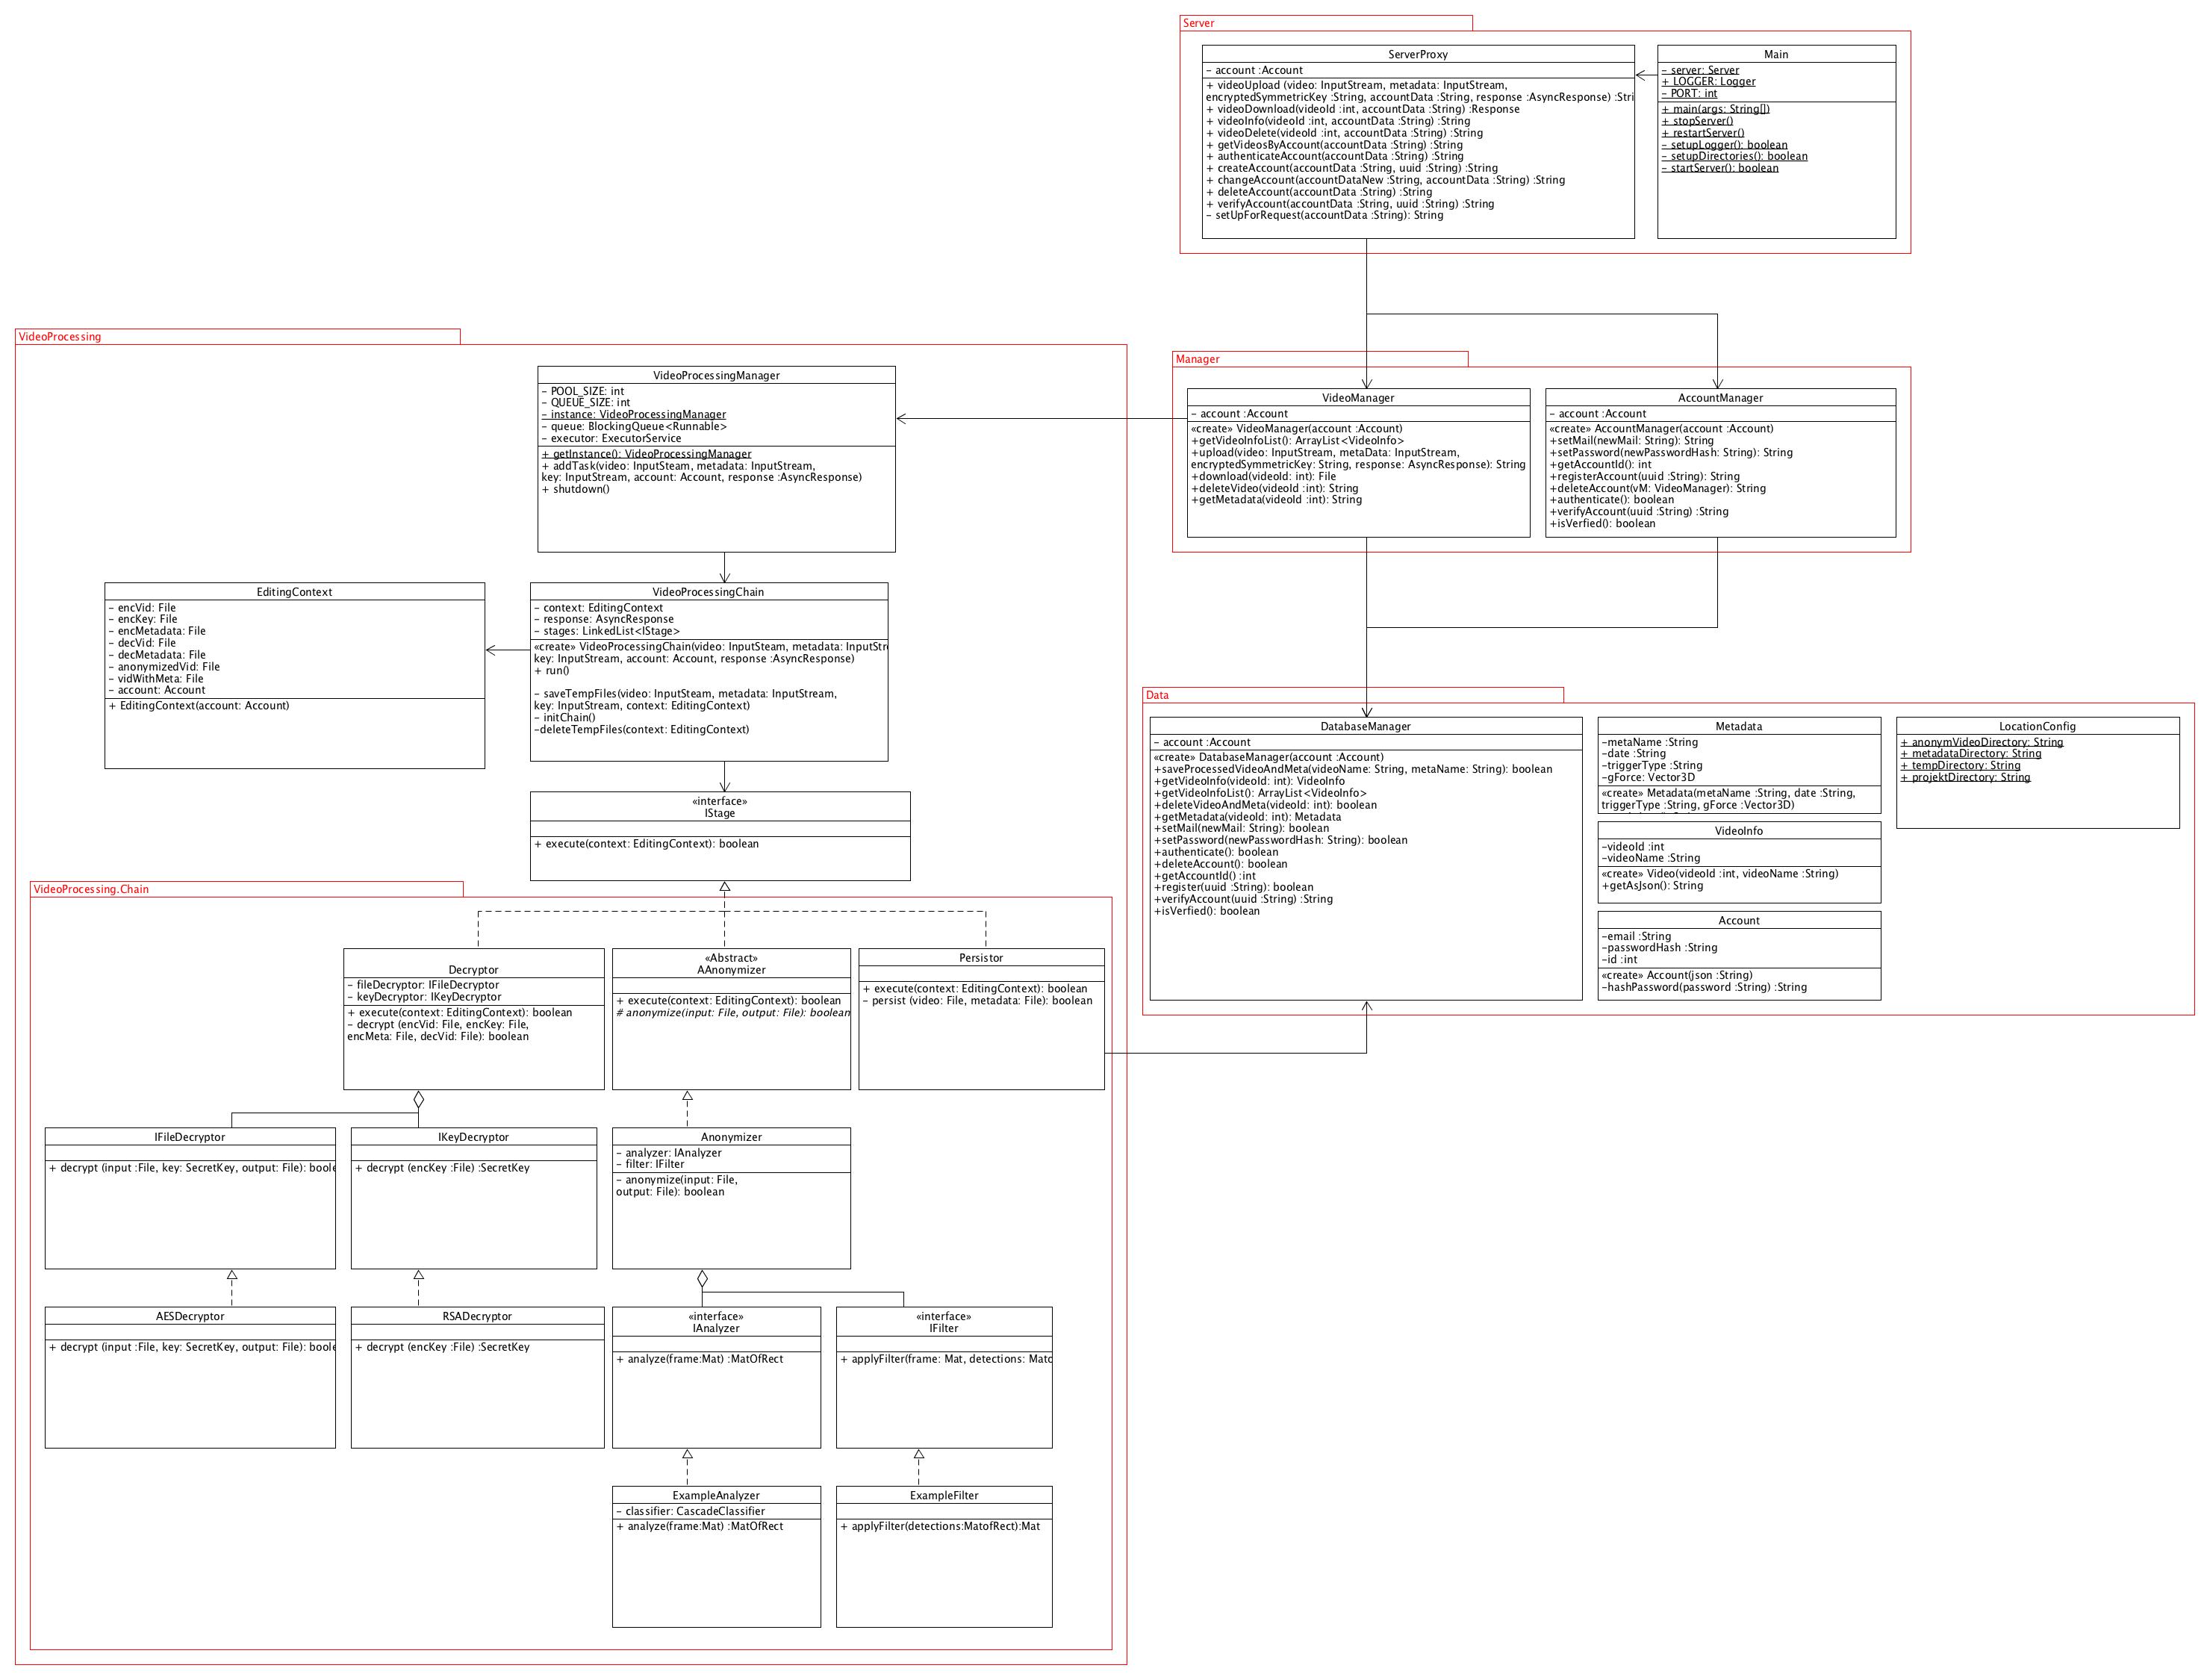 Server
ServerProxy
– account :Account
+ videoUpload (video: InputStream, metadata: InputStream,
encryptedSymmetricKey :String, accountData :String, response :AsyncResponse) :Stri
+ videoDownload(videoId :int, accountData :String) :Response
+ videoInfo(videoId :int, accountData :String) :String
+ videoDelete(videoId :int, accountData :String) :String
+ getVideosByAccount(accountData :String) :String
+ authenticateAccount(accountData :String) :String
+ createAccount(accountData :String, uuid :String) :String
+ changeAccount(accountDataNew :String, accountData :String) :String
+ deleteAccount(accountData :String) :String
+ verifyAccount(accountData :String, uuid :String) :String
– setUpForRequest(accountData :String): String
Main
– server: Server
+ LOGGER: Logger
– PORT: int
+ main(args: String[])
+ stopServer()
+ restartServer()
– setupLogger(): boolean
– setupDirectories(): boolean
– startServer(): boolean
VideoProcessing
VideoProcessingManager
– POOL_SIZE: int
– QUEUE_SIZE: int
– instance: VideoProcessingManager
– queue: BlockingQueue<Runnable>
– executor: ExecutorService
+ getInstance(): VideoProcessingManager
+ addTask(video: InputSteam, metadata: InputStream,
key: InputStream, account: Account, response :AsyncResponse)
+ shutdown()
Manager
VideoManager
– account :Account
«create» VideoManager(account :Account)
+getVideoInfoList(): ArrayList<VideoInfo>
+upload(video: InputStream, metaData: InputStream,
encryptedSymmetricKey: String, response: AsyncResponse): String
+download(videoId: int): File
+deleteVideo(videoId :int): String
+getMetadata(videoId :int): String
AccountManager
– account :Account
«create» AccountManager(account :Account)
+setMail(newMail: String): String
+setPassword(newPasswordHash: String): String
+getAccountId(): int
+registerAccount(uuid :String): String
+deleteAccount(vM: VideoManager): String
+authenticate(): boolean
+verifyAccount(uuid :String) :String
+isVerfied(): boolean
EditingContext
– encVid: File
– encKey: File
– encMetadata: File
– decVid: File
– decMetadata: File
– anonymizedVid: File
– vidWithMeta: File
– account: Account
+ EditingContext(account: Account)
VideoProcessingChain
– context: EditingContext
– response: AsyncResponse
– stages: LinkedList<IStage>
«create» VideoProcessingChain(video: InputSteam, metadata: InputStr
key: InputStream, account: Account, response :AsyncResponse)
+ run()
– saveTempFiles(video: InputSteam, metadata: InputStream,
key: InputStream, context: EditingContext)
– initChain()
–deleteTempFiles(context: EditingContext)
«interface»
IStage
+ execute(context: EditingContext): boolean
Data
DatabaseManager
– account :Account
«create» DatabaseManager(account :Account)
+saveProcessedVideoAndMeta(videoName: String, metaName: String): boolean
+getVideoInfo(videoId: int): VideoInfo
+getVideoInfoList(): ArrayList<VideoInfo>
+deleteVideoAndMeta(videoId: int): boolean
+getMetadata(videoId: int): Metadata
+setMail(newMail: String): boolean
+setPassword(newPasswordHash: String): boolean
+authenticate(): boolean
+deleteAccount(): boolean
+getAccountId() :int
+register(uuid :String): boolean
+verifyAccount(uuid :String) :String
+isVerfied(): boolean
Metadata
–metaName :String
–date :String
–triggerType :String
–gForce: Vector3D
«create» Metadata(metaName :String, date :String,
triggerType :String, gForce :Vector3D)
VideoInfo
–videoId :int
–videoName :String
«create» Video(videoId :int, videoName :String)
+getAsJson(): String
Account
–email :String
–passwordHash :String
–id :int
«create» Account(json :String)
–hashPassword(password :String) :String
LocationConfig
+ anonymVideoDirectory: String
+ metadataDirectory: String
+ tempDirectory: String
+ projektDirectory: String
VideoProcessing.Chain
Decryptor
– fileDecryptor: IFileDecryptor
– keyDecryptor: IKeyDecryptor
+ execute(context: EditingContext): boolean
– decrypt (encVid: File, encKey: File,
encMeta: File, decVid: File): boolean
«Abstract»
AAnonymizer
+ execute(context: EditingContext): boolean
# anonymize(input: File, output: File): boolean
Persistor
+ execute(context: EditingContext): boolean
– persist (video: File, metadata: File): boolean
IFileDecryptor
+ decrypt (input :File, key: SecretKey, output: File): boole
IKeyDecryptor
+ decrypt (encKey :File) :SecretKey
Anonymizer
– analyzer: IAnalyzer
– filter: IFilter
– anonymize(input: File,
output: File): boolean
AESDecryptor
+ decrypt (input :File, key: SecretKey, output: File): boole
RSADecryptor
+ decrypt (encKey :File) :SecretKey
«interface»
IAnalyzer
+ analyze(frame:Mat) :MatOfRect
«interface»
IFilter
+ applyFilter(frame: Mat, detections: Mato
ExampleAnalyzer
– classifier: CascadeClassifier
+ analyze(frame:Mat) :MatOfRect
ExampleFilter
+ applyFilter(detections:MatofRect):Mat